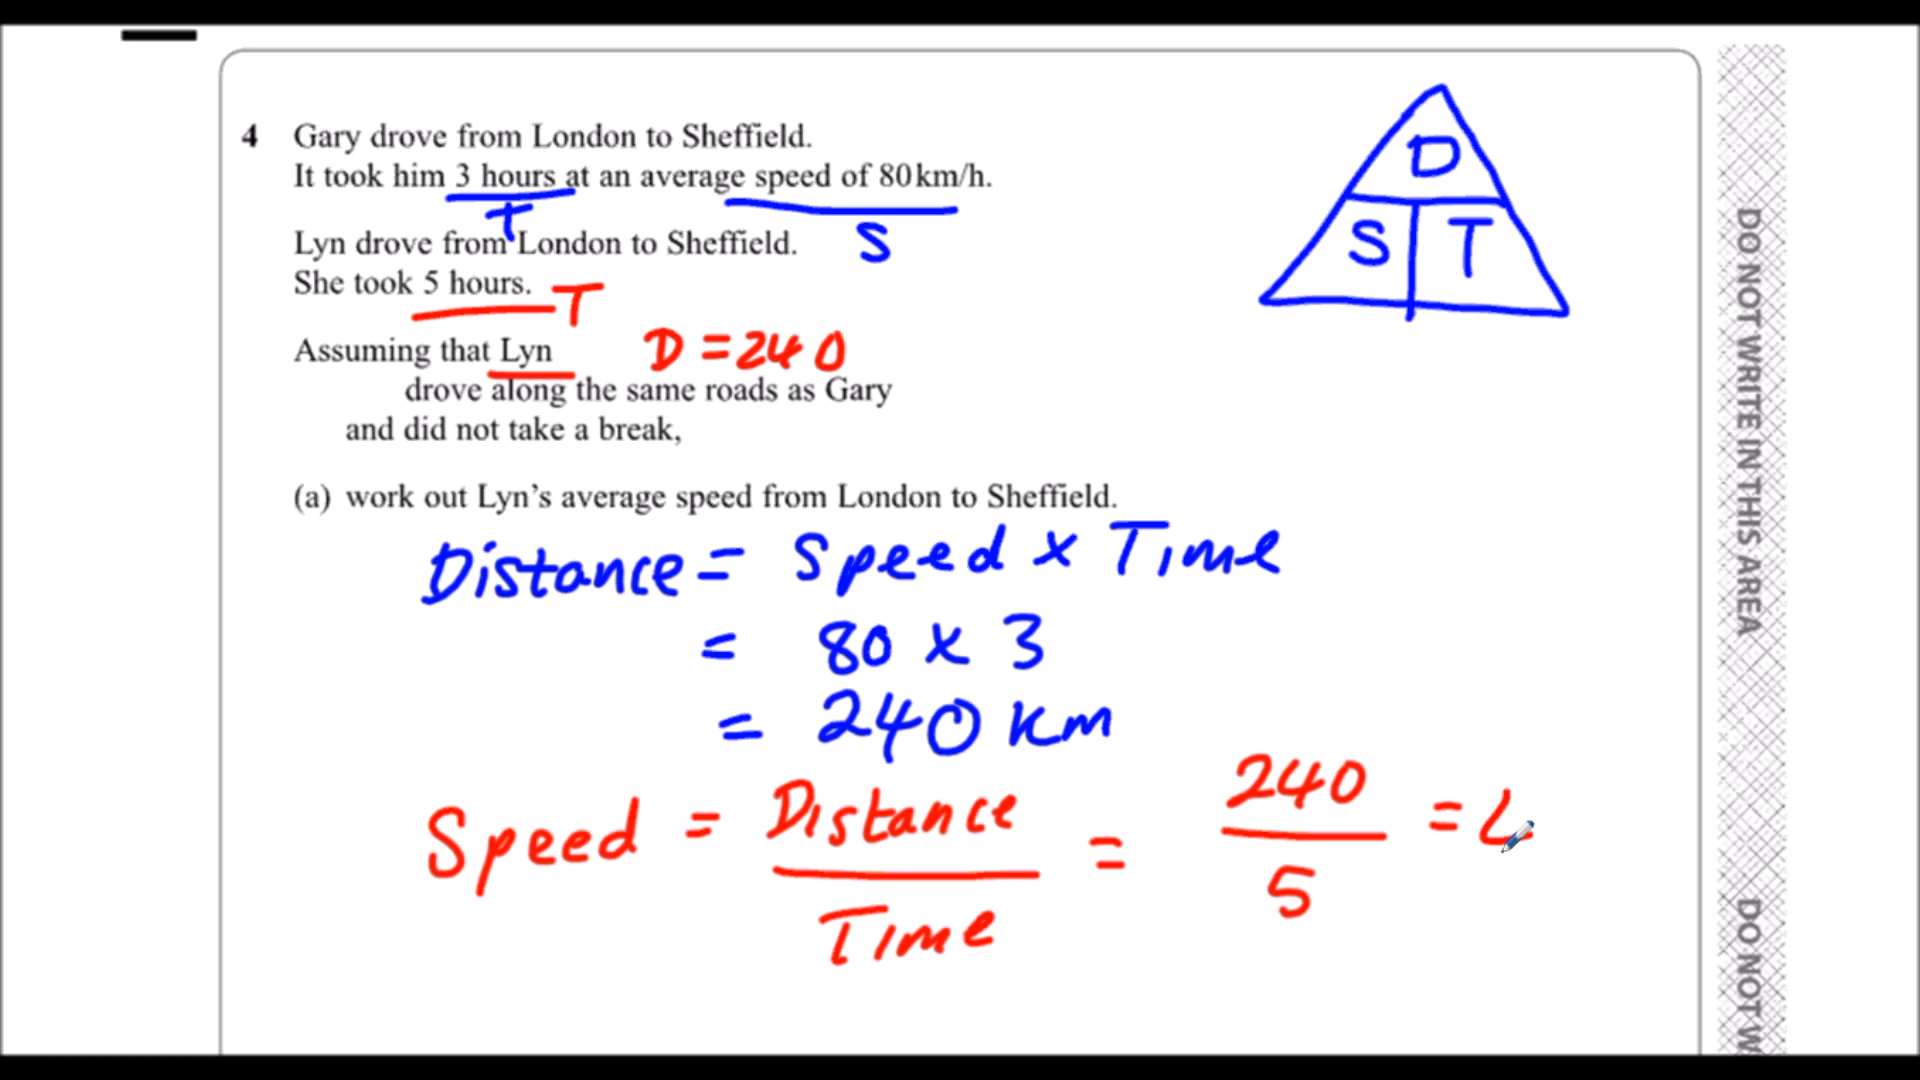 4 Gary drove from London to Sheffield.
It took him 3 hours at an average speed of 80 km/h.
T
S
Lyn drove from London to Sheffield.
She took 5 hours.
T
Assuming that Lyn
D = 240
drove along the same roads as Gary
and did not take a break,
(a) work out Lyn's average speed from London to Sheffield.
Distance = Speed x Time
= 80 x 3
= 240 km
Speed = Distance / Time = 240 / 5 =
D
S T
DO NOT WRITE IN THIS AREA
DO NOT W